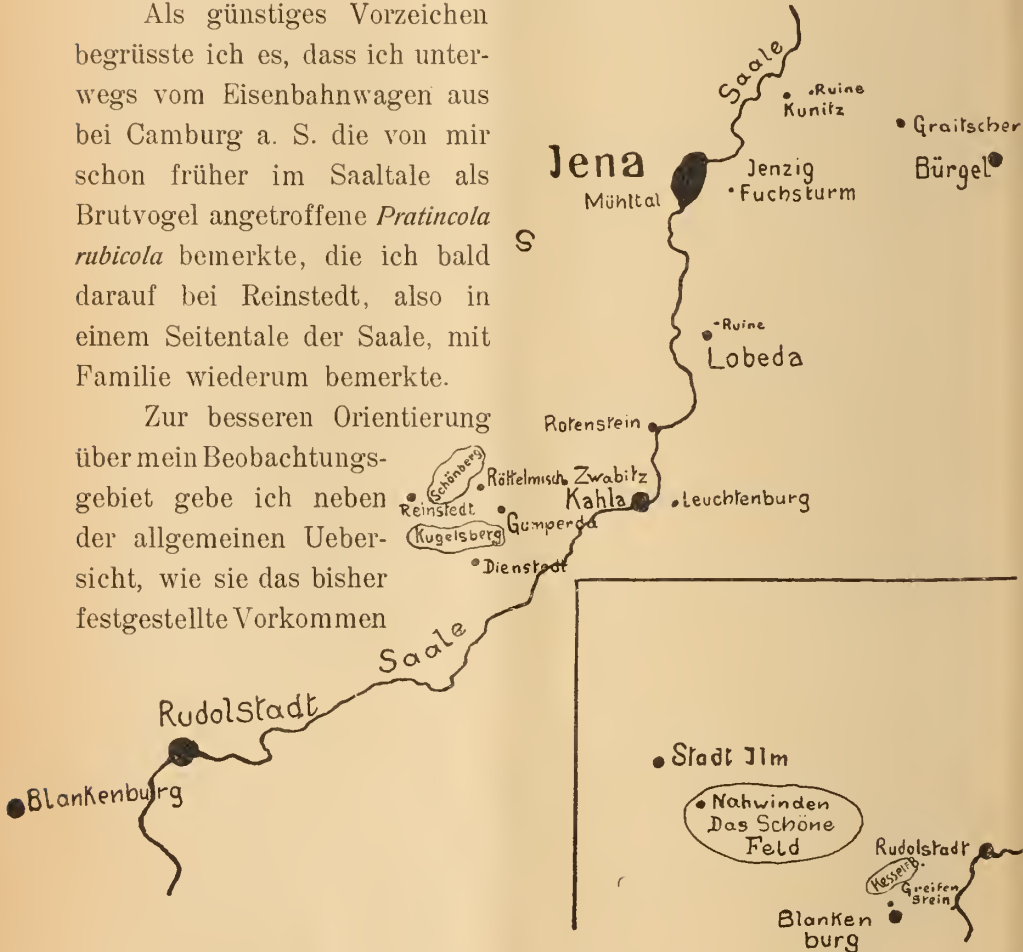 Als günstiges Vorzeichen
begrüsste ich es, dass ich unter-
wegs vom Eisenbahnwagen aus
bei Camburg a. S. die von mir
schon früher im Saaltale als
Brutvogel angetroffene Pratincola
rubicola bemerkte, die ich bald
darauf bei Reinstedt, also in
einem Seitentale der Saale, mit
Familie wiederum bemerkte.
Zur besseren Orientierung
über mein Beobachtungs-
gebiet gebe ich neben
der allgemeinen Ueber-
sicht, wie sie das bisher
festgestellte Vorkommen
Saale
Ruine
Kunitz
Graitschen
Bürgel
Jena
Mühltal
Jenzig
Fuchsturm
S
Ruine
Lobeda
Rotenstein
Schönberg
Röttelmisch
Zwabitz
Reinstedt
Kahla
Leuchtenburg
Gumperda
Kugelsberg
Dienstedt
Saale
Rudolstadt
Blankenburg
Stadt Ilm
Nahwinden
Das Schöne
Feld
Rudolstadt
Greifen
stein
Blanken
burg